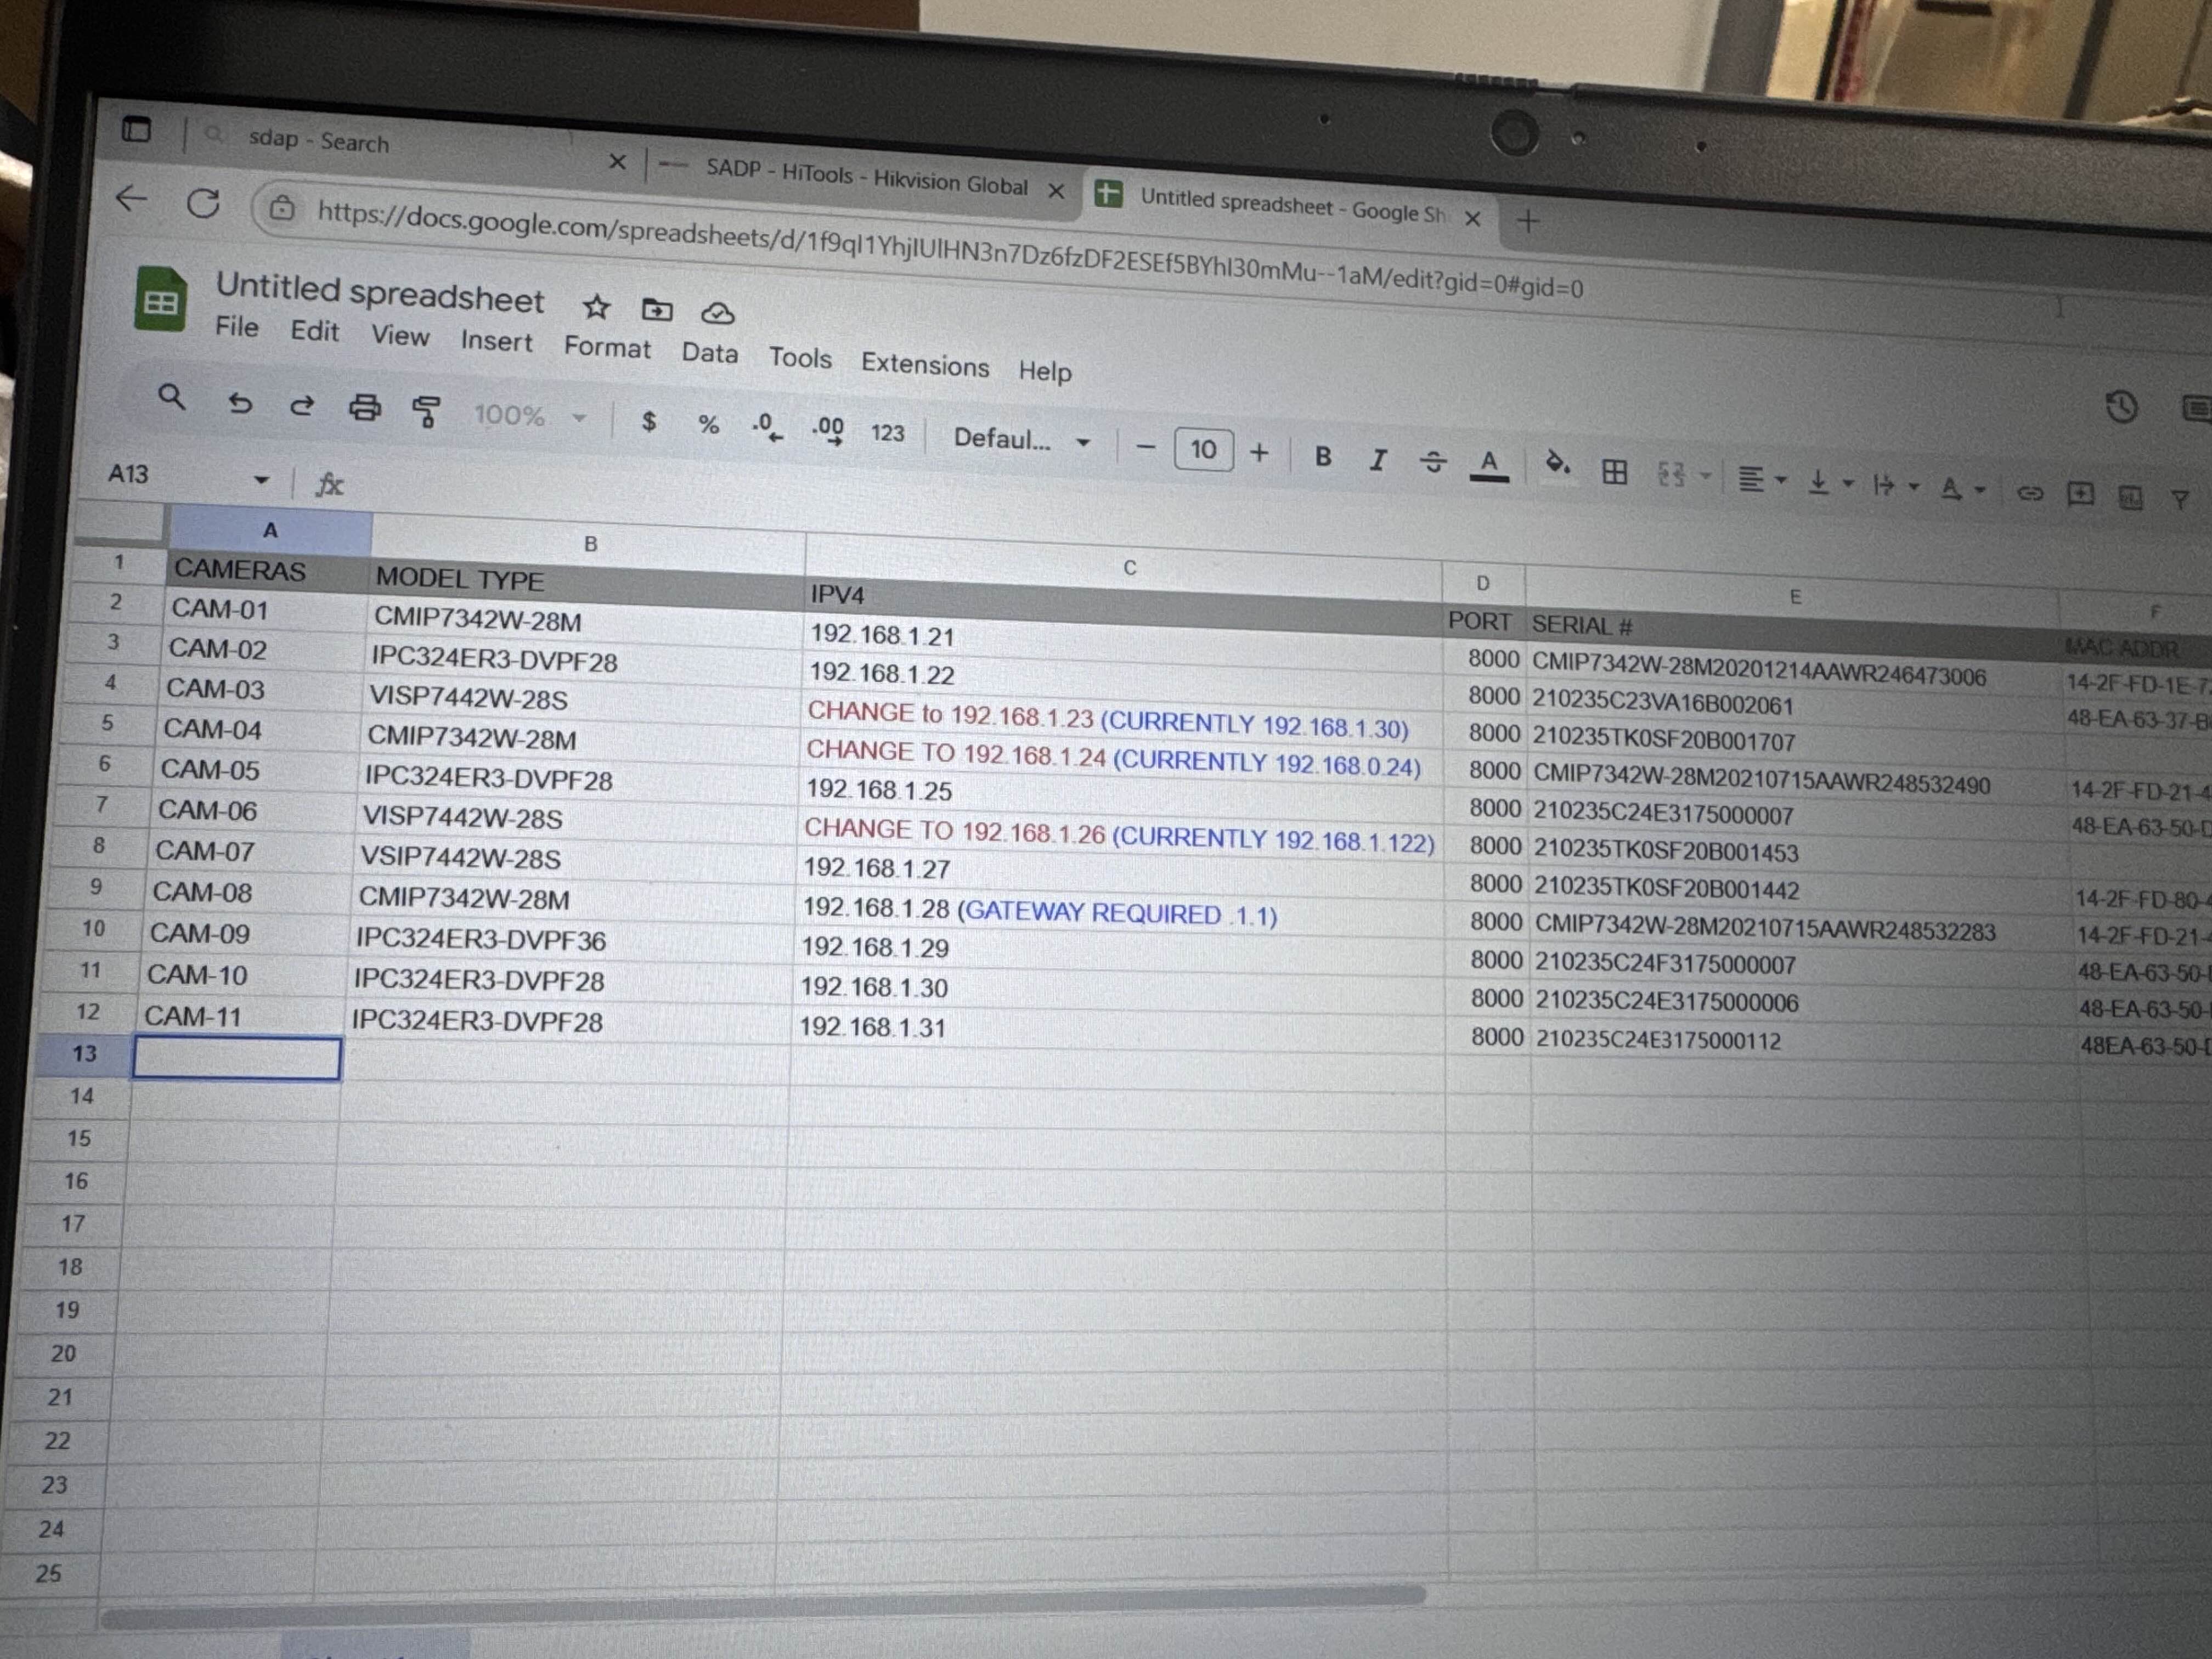 sdap - Search
SADP - HiTools - Hikvision Global
Untitled spreadsheet - Google Sh
https://docs.google.com/spreadsheets/d/1f9qI1YhjIUlHN3n7Dz6fzDF2ESEf5BYhI30mMu--1aM/edit?gid=0#gid=0
Untitled spreadsheet
File Edit View Insert Format Data Tools Extensions Help
100% $ % .0 .00 123 Defaul... - 10 + B I A
A13 fx
A B C D E F
1 CAMERAS MODEL TYPE IPV4 PORT SERIAL # MAC ADDR
2 CAM-01 CMIP7342W-28M 192.168.1.21 8000 CMIP7342W-28M20201214AAWR246473006 14-2F-FD-1E-7
3 CAM-02 IPC324ER3-DVPF28 192.168.1.22 8000 210235C23VA16B002061 48-EA-63-37-B
4 CAM-03 VISP7442W-28S CHANGE to 192.168.1.23 (CURRENTLY 192.168.1.30) 8000 210235TK0SF20B001707
5 CAM-04 CMIP7342W-28M CHANGE TO 192.168.1.24 (CURRENTLY 192.168.0.24) 8000 CMIP7342W-28M20210715AAWR248532490 14-2F-FD-21-4
6 CAM-05 IPC324ER3-DVPF28 192.168.1.25 8000 210235C24E3175000007 48-EA-63-50-D
7 CAM-06 VISP7442W-28S CHANGE TO 192.168.1.26 (CURRENTLY 192.168.1.122) 8000 210235TK0SF20B001453
8 CAM-07 VSIP7442W-28S 192.168.1.27 8000 210235TK0SF20B001442 14-2F-FD-80-4
9 CAM-08 CMIP7342W-28M 192.168.1.28 (GATEWAY REQUIRED .1.1) 8000 CMIP7342W-28M20210715AAWR248532283 14-2F-FD-21-4
10 CAM-09 IPC324ER3-DVPF36 192.168.1.29 8000 210235C24F3175000007 48-EA-63-50-
11 CAM-10 IPC324ER3-DVPF28 192.168.1.30 8000 210235C24E3175000006 48-EA-63-50-
12 CAM-11 IPC324ER3-DVPF28 192.168.1.31 8000 210235C24E3175000112 48EA-63-50-
13
14
15
16
17
18
19
20
21
22
23
24
25